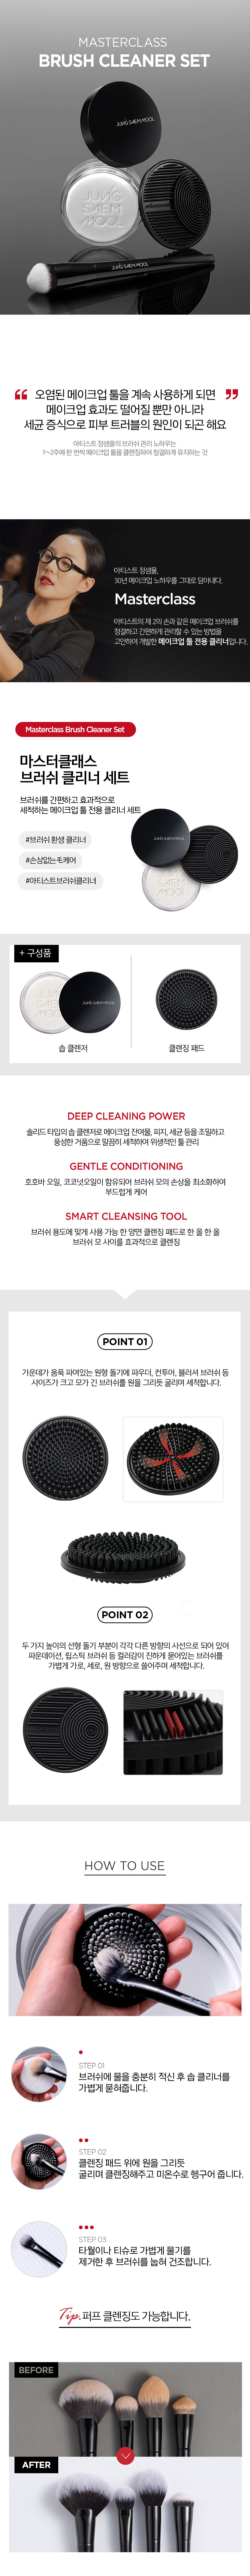 MASTERCLASS
BRUSH CLEANER SET
JUNG SAEM MOOL
JUNG
SAEM
MOOL
JUNG SAEM MOOL
“ 오염된 메이크업 툴을 계속 사용하게 되면 ”
메이크업 효과도 떨어질 뿐만 아니라
세균 증식으로 피부 트러블의 원인이 되곤 해요
아티스트 정샘물의 브러쉬 관리 노하우는
1~2주에 한 번씩 메이크업 툴을 클렌징하여 청결하게 유지하는 것
아티스트 정샘물,
30년 메이크업 노하우를 그대로 담아내다.
Masterclass
아티스트의 제 2의 손과 같은 메이크업 브러쉬를
청결하고 간편하게 관리할 수 있는 방법을
고안하여 개발한 메이크업 툴 전용 클리너입니다.
Masterclass Brush Cleaner Set
마스터클래스
브러쉬 클리너 세트
브러쉬를 간편하고 효과적으로
세척하는 메이크업 툴 전용 클리너 세트
#브러쉬 환생 클리너
#손상없는모케어
#아티스트브러쉬클리너
JUNG SAEM MOOL
JUNG
SAEM
MOOL
+ 구성품
JUNG SAEM MOOL
솝 클렌저
클렌징 패드
DEEP CLEANING POWER
솔리드 타입의 솝 클렌저로 메이크업 잔여물, 피지, 세균 등을 조밀하고
풍성한 거품으로 말끔히 세척하여 위생적인 툴 관리
GENTLE CONDITIONING
호호바 오일, 코코넛오일이 함유되어 브러쉬 모의 손상을 최소화하여
부드럽게 케어
SMART CLEANSING TOOL
브러쉬 용도에 맞게 사용 가능 한 양면 클렌징 패드로 한 올 한 올
브러쉬 모 사이를 효과적으로 클렌징
POINT 01
가운데가 움푹 파여있는 원형 돌기에 파우더, 컨투어, 블러셔 브러쉬 등
사이즈가 크고 모가 긴 브러쉬를 원을 그리듯 굴리며 세척합니다.
POINT 02
두 가지 높이의 선형 돌기 부분이 각각 다른 방향의 사선으로 되어 있어
파운데이션, 립스틱 브러쉬 등 컬러감이 진하게 묻어있는 브러쉬를
가볍게 가로, 세로, 원 방향으로 쓸어주며 세척합니다.
HOW TO USE
STEP 01
브러쉬에 물을 충분히 적신 후 솝 클리너를
가볍게 묻혀줍니다.
STEP 02
클렌징 패드 위에 원을 그리듯
굴리며 클렌징해주고 미온수로 헹구어 줍니다.
STEP 03
타월이나 티슈로 가볍게 물기를
제거한 후 브러쉬를 눕혀 건조합니다.
Tip. 퍼프 클렌징도 가능합니다.
BEFORE
AFTER